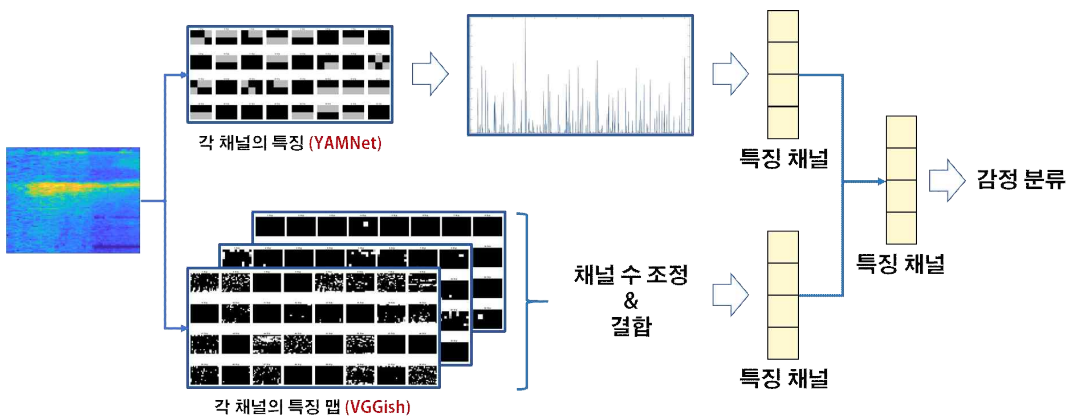 각 채널의 특징 (YAMNet)
특징 채널
특징 채널
감정 분류
채널 수 조정
&
결합
특징 채널
각 채널의 특징 맵 (VGGish)